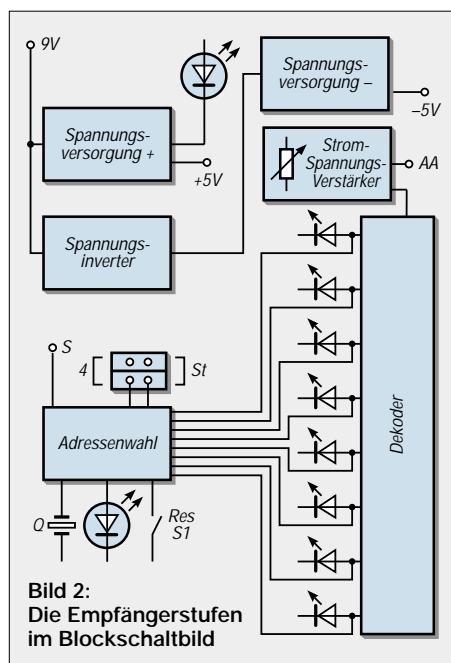 9V
Spannungs-
versorgung –
–5V
Spannungs-
versorgung +
+5V
Strom-
Spannungs-
Verstärker
AA
Spannungs-
inverter
S
4
St
Adressenwahl
Dekoder
Q
Res
S1
Bild 2:
Die Empfängerstufen
im Blockschaltbild